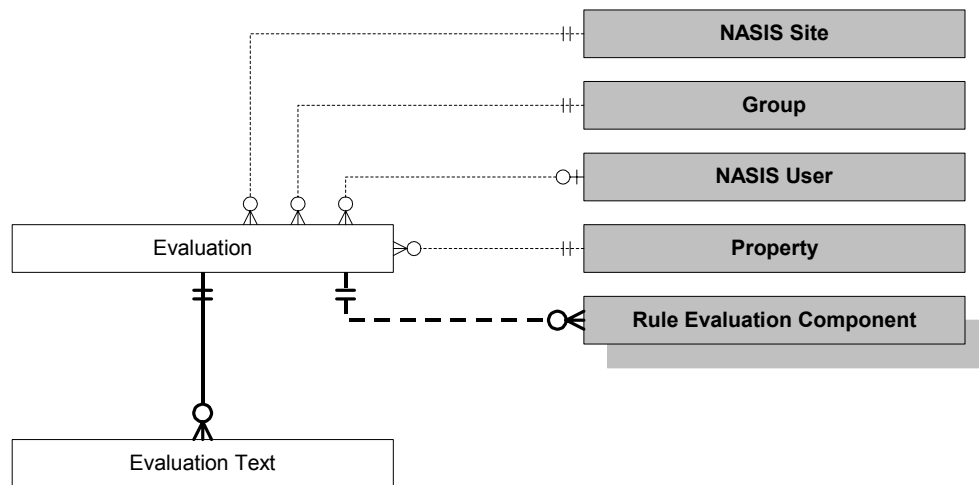 NASIS Site
Group
NASIS User
Evaluation
Property
Rule Evaluation Component
Evaluation Text